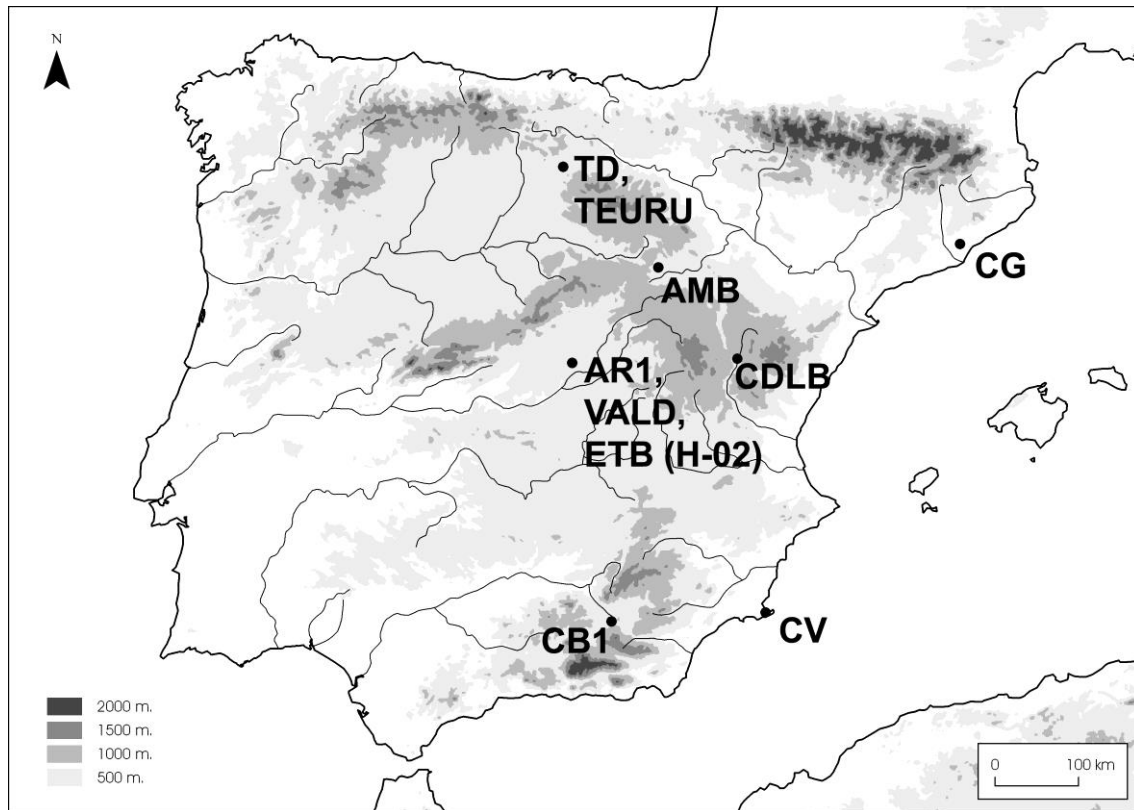 N
TD,
TEURU
CG
AMB
AR1,
VALD,
ETB (H-02)
CDLB
CB1
CV
2000 m.
1500 m.
1000 m.
500 m.
0 100 km